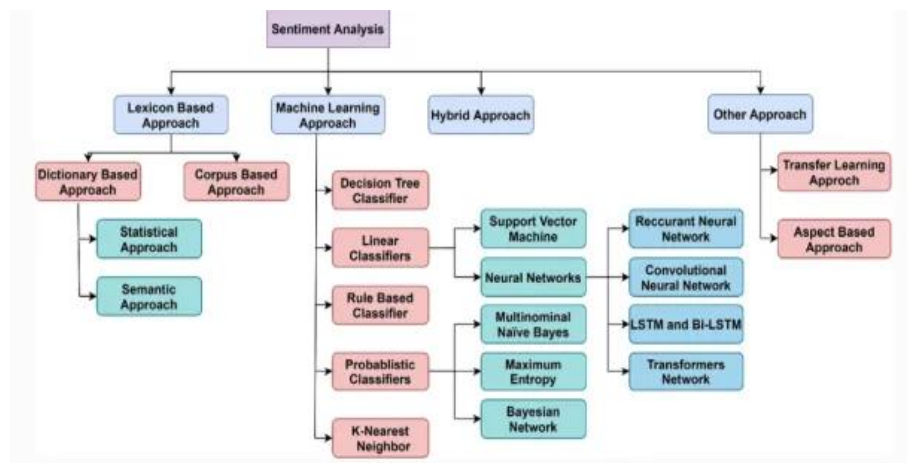 Sentiment Analysis
Lexicon Based
Approach
Machine Learning
Approach
Hybrid Approach
Other Approach
Dictionary Based
Approach
Corpus Based
Approach
Statistical
Approach
Semantic
Approach
Decision Tree
Classifier
Linear
Classifiers
Rule Based
Classifier
Probablistic
Classifiers
K-Nearest
Neighbor
Support Vector
Machine
Neural Networks
Multinominal
Naïve Bayes
Maximum
Entropy
Bayesian
Network
Reccurant Neural
Network
Convolutional
Neural Network
LSTM and Bi-LSTM
Transformers
Network
Transfer Learning
Approch
Aspect Based
Approach